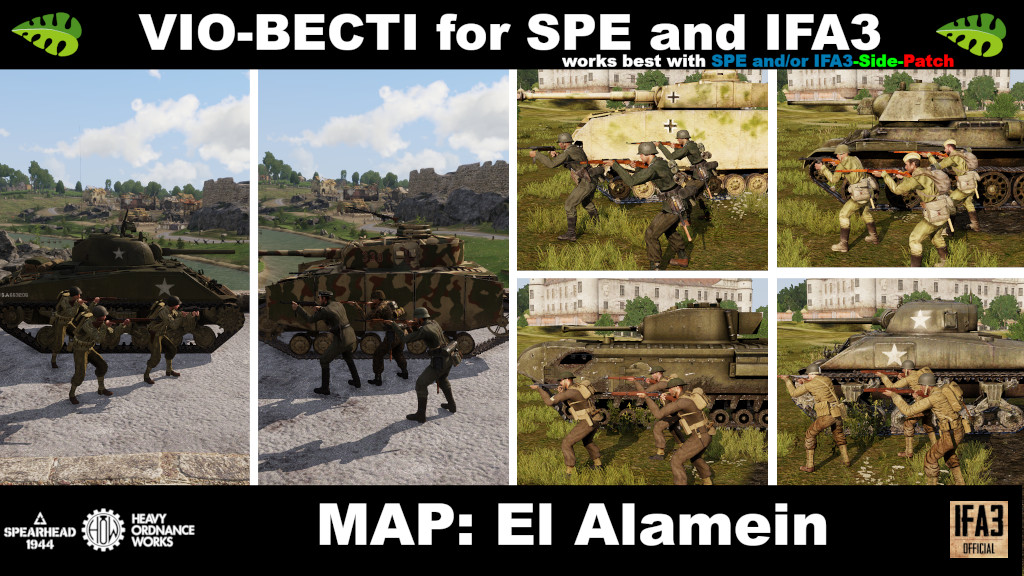 VIO-BECTI for SPE and IFA3
works best with SPE and/or IFA3-Side-Patch
SPEARHEAD
1944
HOW
HEAVY
ORDNANCE
WORKS
MAP: El Alamein
IFA3
OFFICIAL